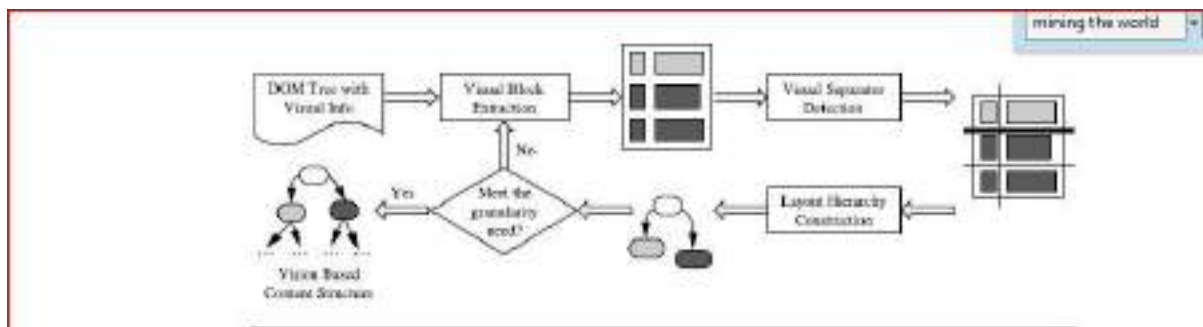 mining the world
DOM Tree with
Visual Info
Visual Block
Extraction
Visual Separator
Detection
No
Yes
Meet the
granularity
need?
Layout Hierarchy
Construction
Vision Based
Content Structure